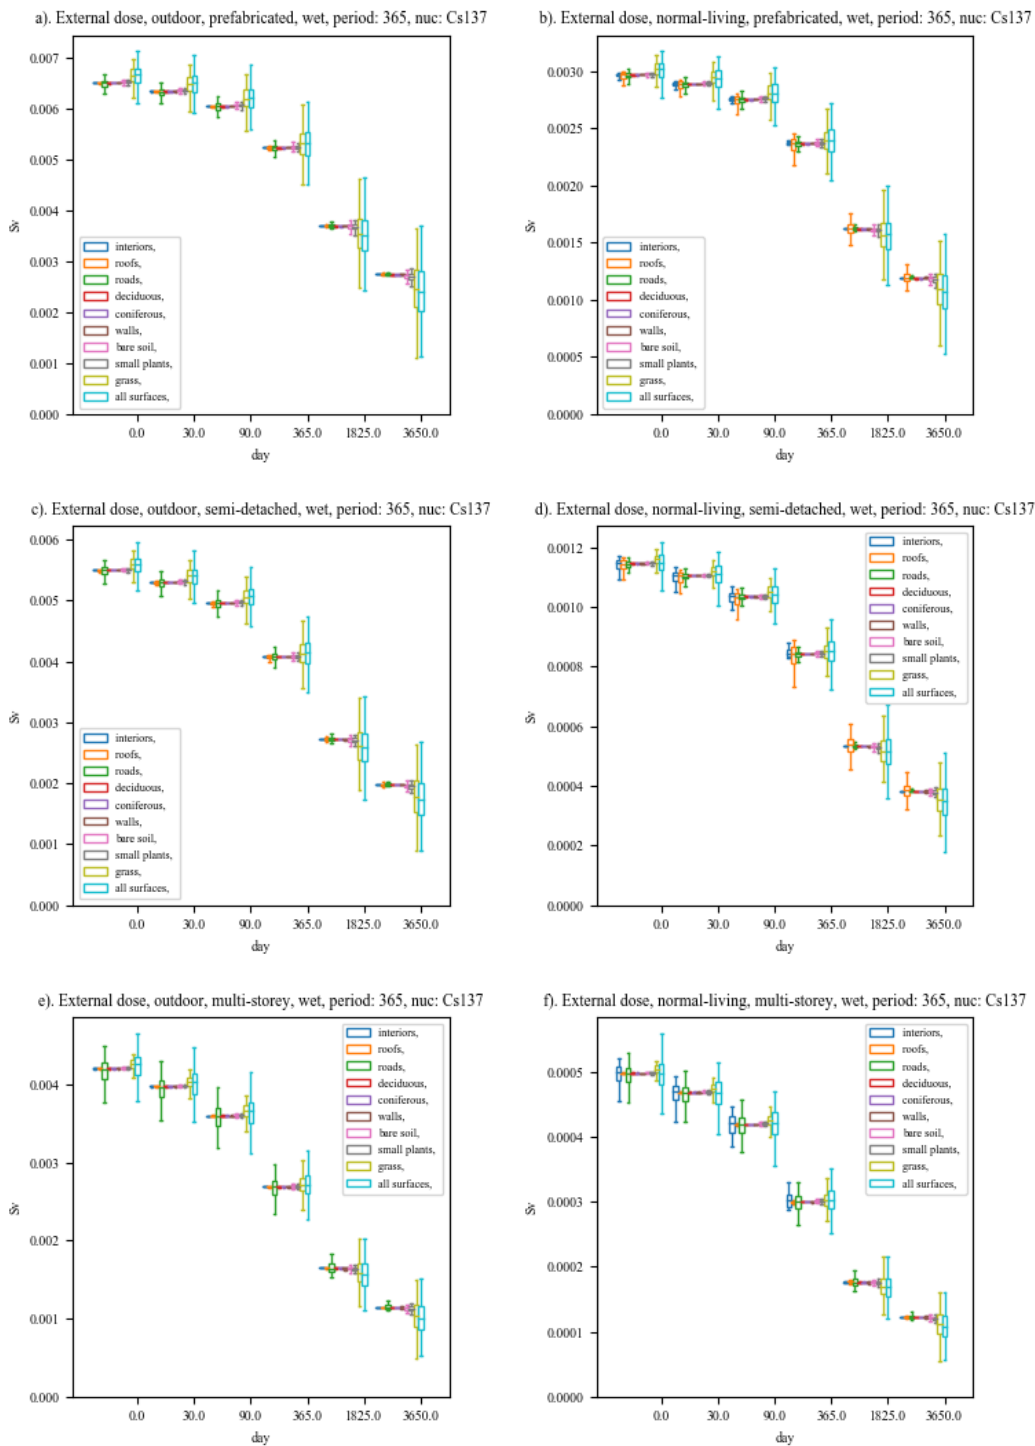 a). External dose, outdoor, prefabricated, wet, period: 365, nuc: Cs137
0.007
0.006
0.005
0.004
0.003
0.002
0.001
0.000
Sv
interiors,
roofs,
roads,
deciduous,
coniferous,
walls,
bare soil,
small plants,
grass,
all surfaces,
0.0 30.0 90.0 365.0 1825.0 3650.0
day
b). External dose, normal-living, prefabricated, wet, period: 365, nuc: Cs137
0.0030
0.0025
0.0020
0.0015
0.0010
0.0005
0.0000
Sv
interiors,
roofs,
roads,
deciduous,
coniferous,
walls,
bare soil,
small plants,
grass,
all surfaces,
0.0 30.0 90.0 365.0 1825.0 3650.0
day
c). External dose, outdoor, semi-detached, wet, period: 365, nuc: Cs137
0.006
0.005
0.004
0.003
0.002
0.001
0.000
Sv
interiors,
roofs,
roads,
deciduous,
coniferous,
walls,
bare soil,
small plants,
grass,
all surfaces,
0.0 30.0 90.0 365.0 1825.0 3650.0
day
d). External dose, normal-living, semi-detached, wet, period: 365, nuc: Cs137
0.0012
0.0010
0.0008
0.0006
0.0004
0.0002
0.0000
Sv
interiors,
roofs,
roads,
deciduous,
coniferous,
walls,
bare soil,
small plants,
grass,
all surfaces,
0.0 30.0 90.0 365.0 1825.0 3650.0
day
e). External dose, outdoor, multi-storey, wet, period: 365, nuc: Cs137
0.004
0.003
0.002
0.001
0.000
Sv
interiors,
roofs,
roads,
deciduous,
coniferous,
walls,
bare soil,
small plants,
grass,
all surfaces,
0.0 30.0 90.0 365.0 1825.0 3650.0
day
f). External dose, normal-living, multi-storey, wet, period: 365, nuc: Cs137
0.0005
0.0004
0.0003
0.0002
0.0001
0.0000
Sv
interiors,
roofs,
roads,
deciduous,
coniferous,
walls,
bare soil,
small plants,
grass,
all surfaces,
0.0 30.0 90.0 365.0 1825.0 3650.0
day